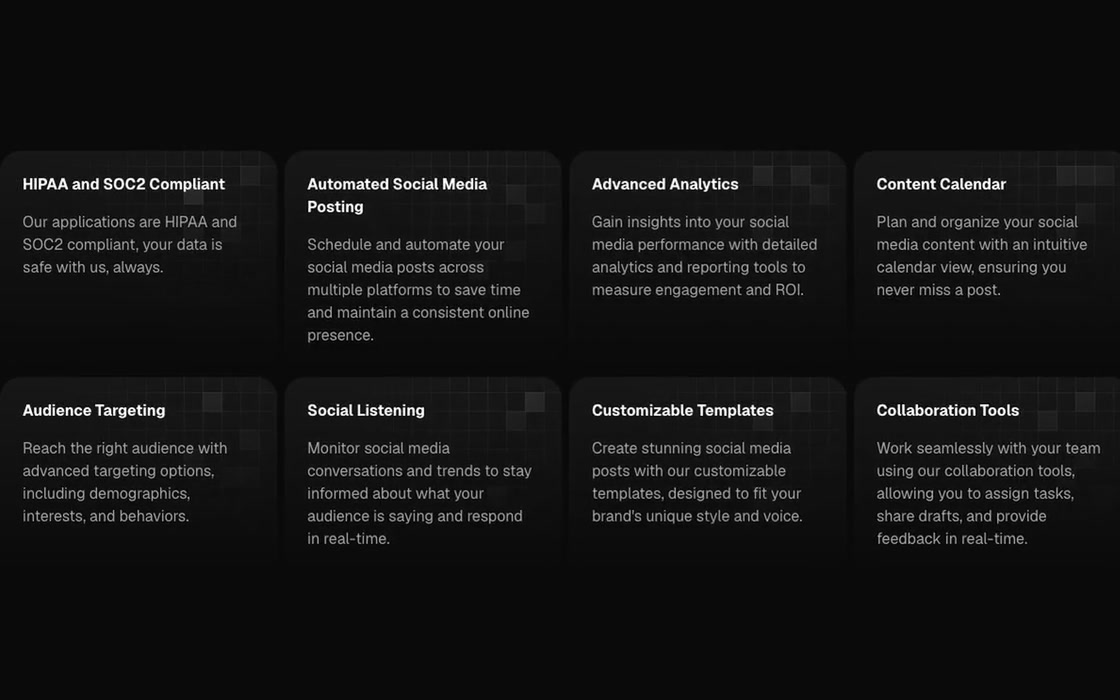 HIPAA and SOC2 Compliant
Our applications are HIPAA and
SOC2 compliant, your data is
safe with us, always.
Automated Social Media
Posting
Schedule and automate your
social media posts across
multiple platforms to save time
and maintain a consistent online
presence.
Advanced Analytics
Gain insights into your social
media performance with detailed
analytics and reporting tools to
measure engagement and ROI.
Content Calendar
Plan and organize your social
media content with an intuitive
calendar view, ensuring you
never miss a post.
Audience Targeting
Reach the right audience with
advanced targeting options,
including demographics,
interests, and behaviors.
Social Listening
Monitor social media
conversations and trends to stay
informed about what your
audience is saying and respond
in real-time.
Customizable Templates
Create stunning social media
posts with our customizable
templates, designed to fit your
brand's unique style and voice.
Collaboration Tools
Work seamlessly with your team
using our collaboration tools,
allowing you to assign tasks,
share drafts, and provide
feedback in real-time.